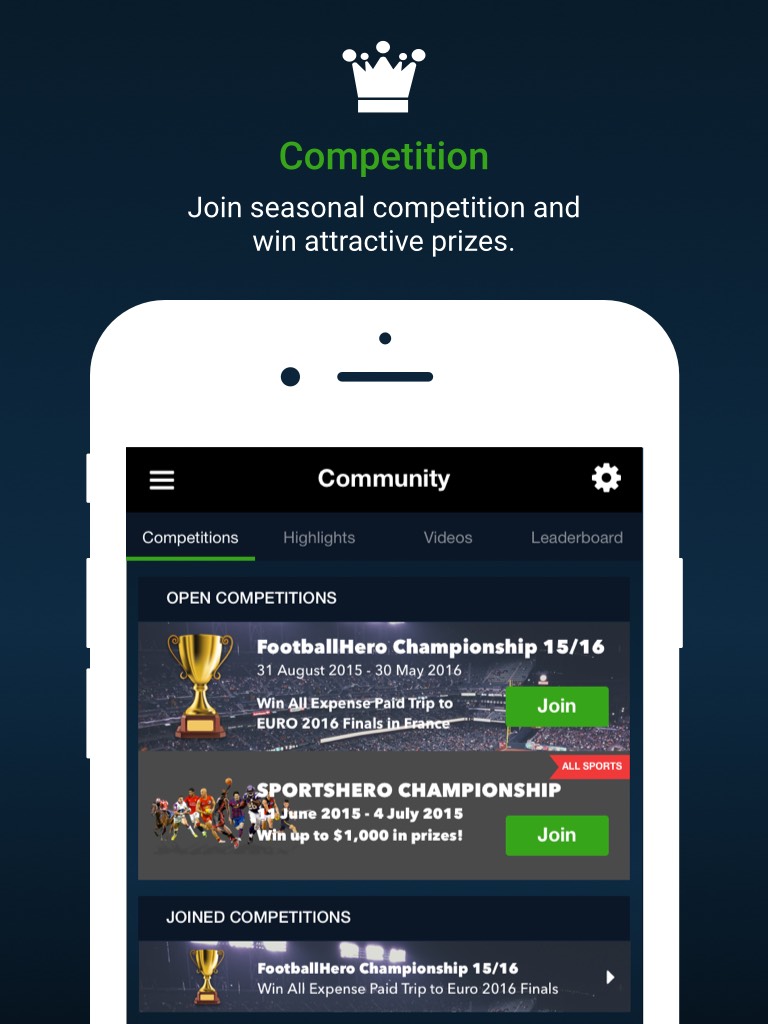 Competition
Join seasonal competition and
win attractive prizes.
Community
Competitions Highlights Videos Leaderboard
OPEN COMPETITIONS
FootballHero Championship 15/16
31 August 2015 - 30 May 2016
Win All Expense Paid Trip to
EURO 2016 Finals in France
Join
ALL SPORTS
SPORTSHERO CHAMPIONSHIP
June 2015 - 4 July 2015
Win up to $1,000 in prizes!
Join
JOINED COMPETITIONS
FootballHero Championship 15/16
Win All Expense Paid Trip to Euro 2016 Finals